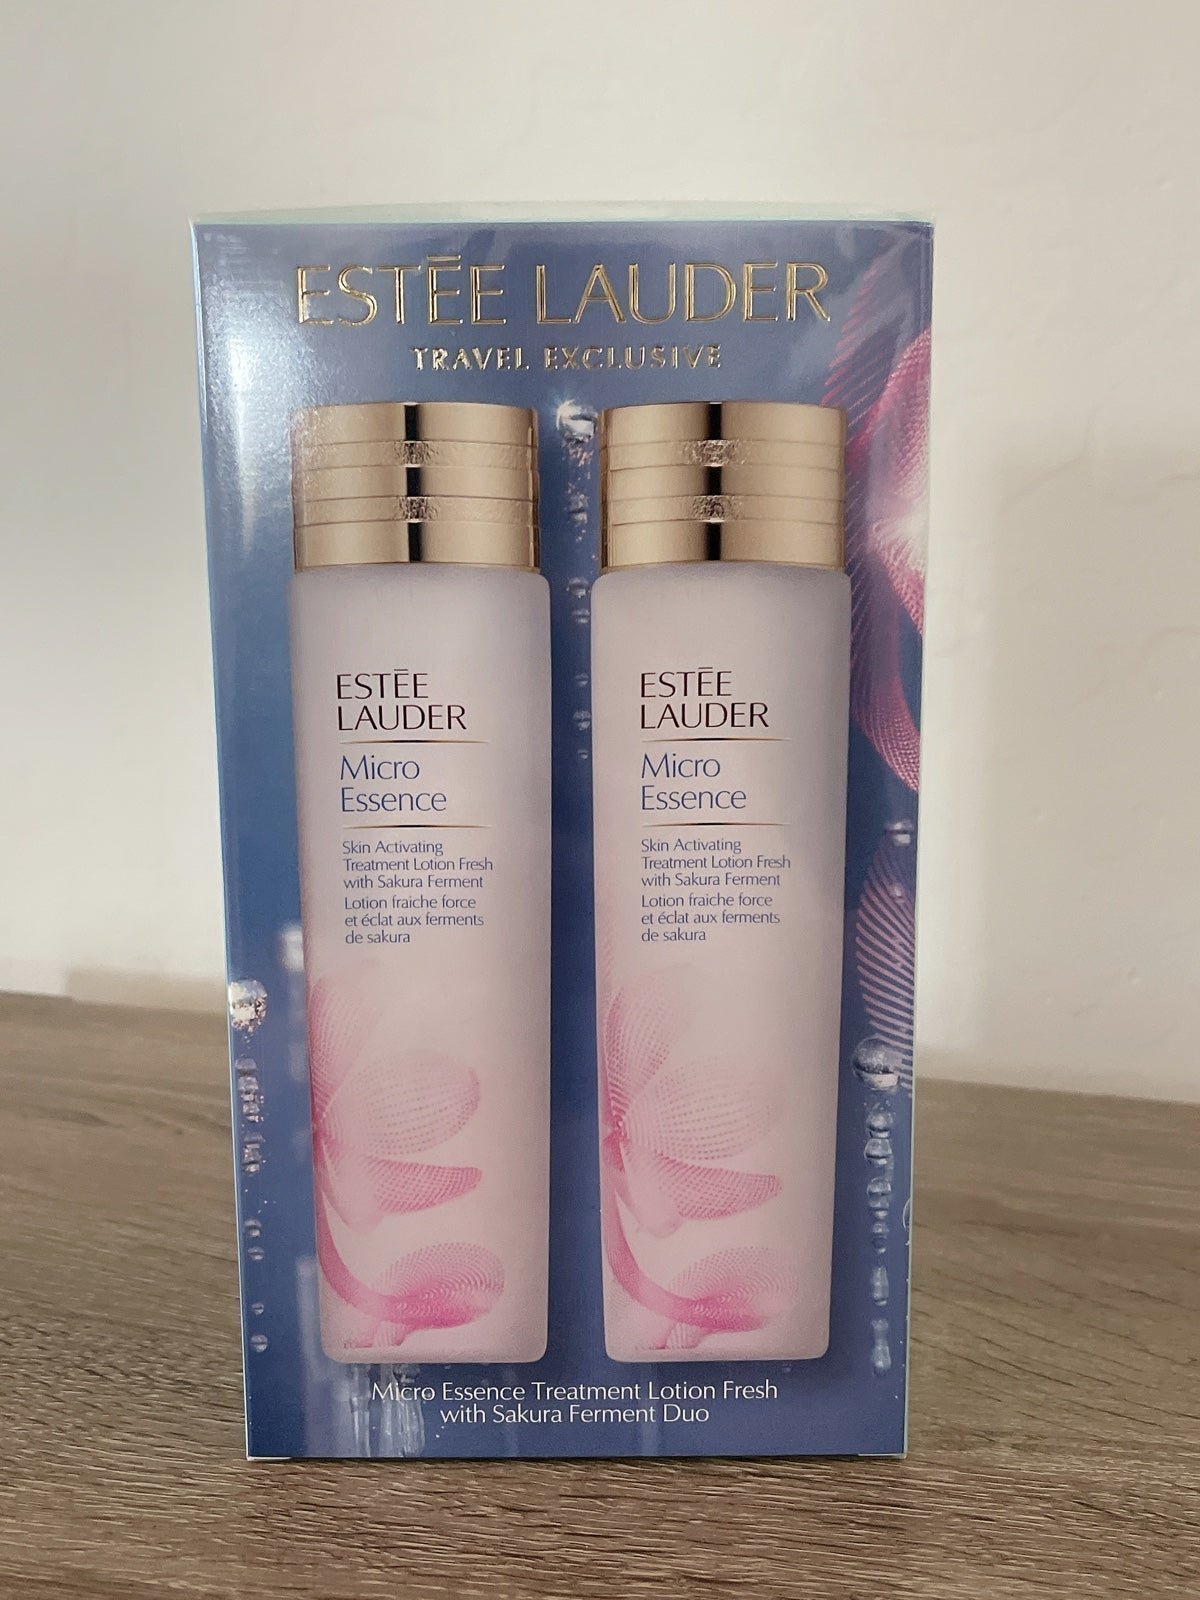 ESTĒE LAUDER
TRAVEL EXCLUSIVE
ESTĒE
LAUDER
Micro
Essence
Skin Activating
Treatment Lotion Fresh
with Sakura Ferment
Lotion fraiche force
et éclat aux ferments
de sakura
ESTĒE
LAUDER
Micro
Essence
Skin Activating
Treatment Lotion Fresh
with Sakura Ferment
Lotion fraiche force
et éclat aux ferments
de sakura
Micro Essence Treatment Lotion Fresh
with Sakura Ferment Duo